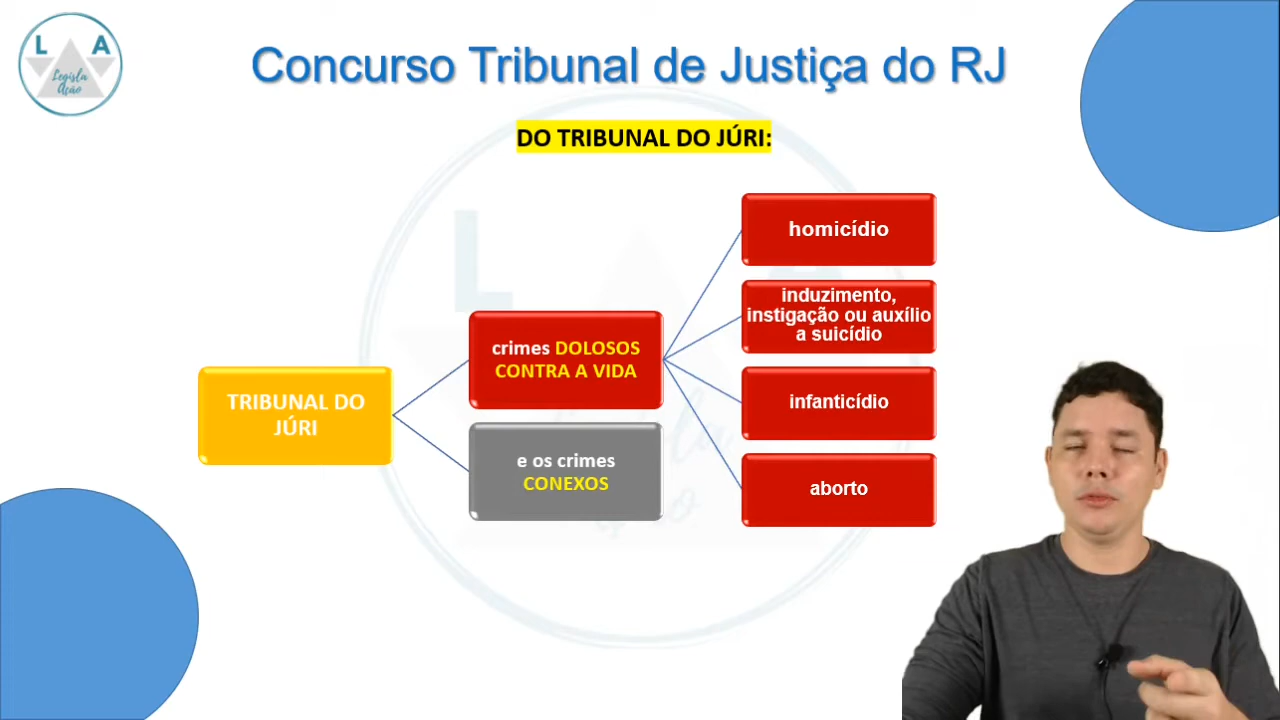 L A
Legisla
Ação
Concurso Tribunal de Justiça do RJ
DO TRIBUNAL DO JÚRI:
homicídio
induzimento,
instigação ou auxílio
a suicídio
crimes DOLOSOS
CONTRA A VIDA
TRIBUNAL DO
JÚRI
infanticídio
e os crimes
CONEXOS
aborto